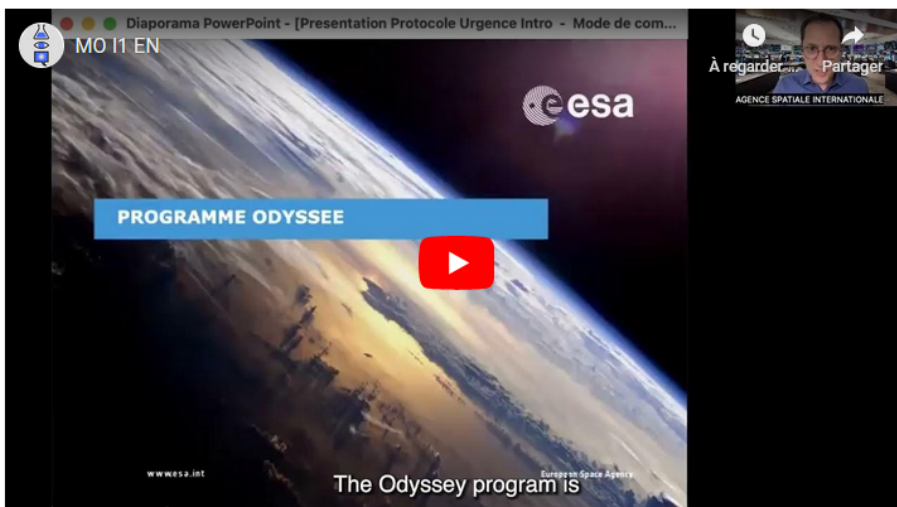 Diaporama PowerPoint - [Presentation Protocole Urgence Intro - Mode de com...
MO I1 EN
À regarder ...
Partager
AGENCE SPATIALE INTERNATIONALE
esa
PROGRAMME ODYSSEE
www.esa.int
European Space Agency
The Odyssey program is